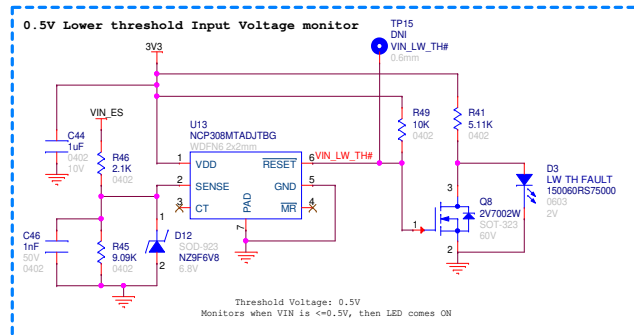 0.5V Lower threshold Input Voltage monitor
TP15
DNI
VIN_LW_TH#
0.6mm
3V3
VIN_ES
C44
1uF
0402
10V
R46
2.1K
0402
U13
NCP308MTADJTBG
WDFN6 2x2mm
1
VDD
RESET
6
VIN_LW_TH#
2
SENSE
GND
5
3
CT
MR
4
PAD
7
R49
10K
0402
R41
5.11K
0402
D3
LW TH FAULT
150060RS75000
0603
2V
3
Q8
2V7002W
SOT-323
60V
1
2
C46
1nF
50V
0402
R45
9.09K
0402
1
D12
SOD-923
NZ9F6V8
6.8V
2
Threshold Voltage: 0.5V
Monitors when VIN is <=0.5V, then LED comes ON